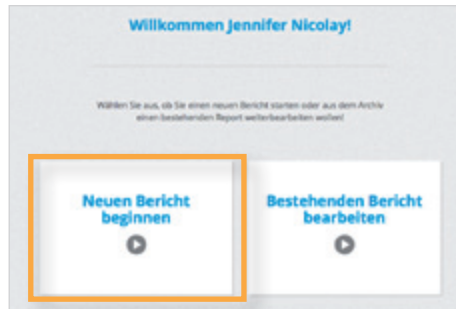 Willkommen Jennifer Nicolay!
Wählen Sie aus, ob Sie einen neuen Bericht starten oder aus dem Archiv
einen bestehenden Report weiterbearbeiten wollen!
Neuen Bericht
beginnen
Bestehenden Bericht
bearbeiten